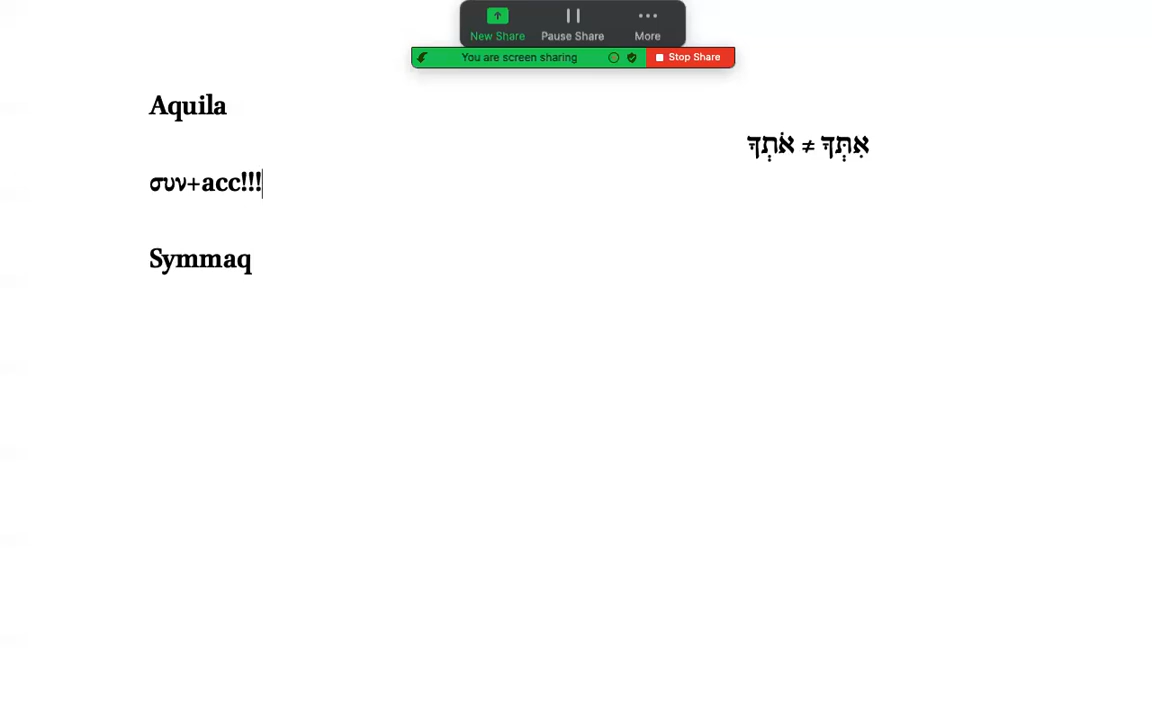 New Share Pause Share More
You are screen sharing Stop Share
Aquila
אִתְּךָ ≠ אֹתְךָ
συν+acc!!!
Symmaq